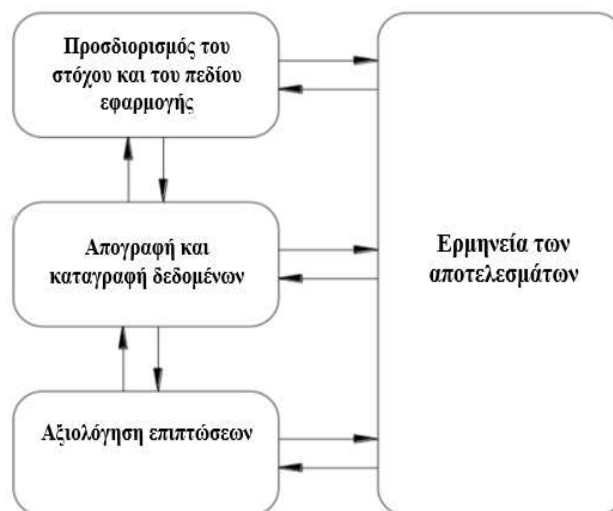 Προσδιορισμός του
στόχου και του πεδίου
εφαρμογής
Απογραφή και
καταγραφή δεδομένων
Αξιολόγηση επιπτώσεων
Ερμηνεία των
αποτελεσμάτων